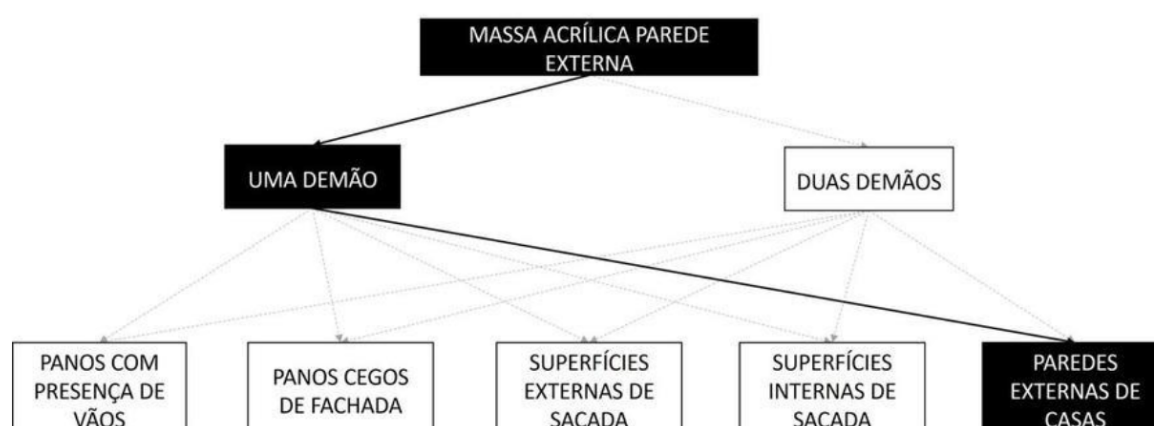 MASSA ACRÍLICA PAREDE
EXTERNA
UMA DEMÃO
DUAS DEMÃOS
PANOS COM
PRESENÇA DE
VÃOS
PANOS CEGOS
DE FACHADA
SUPERFÍCIES
EXTERNAS DE
SACADA
SUPERFÍCIES
INTERNAS DE
SACADA
PAREDES
EXTERNAS DE
CASAS